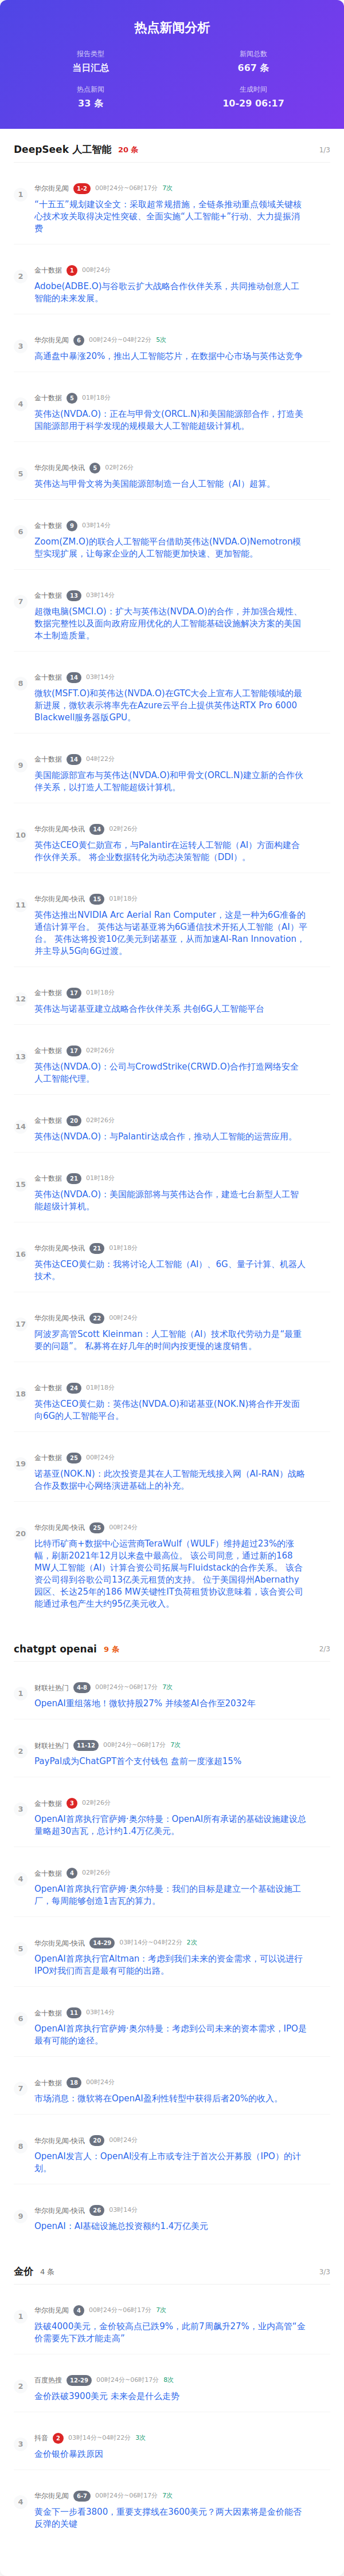 热点新闻分析
报告类型
新闻总数
当日汇总
667 条
热点新闻
生成时间
33 条
10-29 06:17
DeepSeek 人工智能 20 条 1/3
1
华尔街见闻 1-2 00时24分~06时17分 7次
“十五五”规划建议全文：采取超常规措施，全链条推动重点领域关键核
心技术攻关取得决定性突破、全面实施“人工智能+”行动、大力提振消
费
2
金十数据 1 00时24分
Adobe(ADBE.O)与谷歌云扩大战略合作伙伴关系，共同推动创意人工
智能的未来发展。
3
华尔街见闻 6 00时24分~04时22分 5次
高通盘中暴涨20%，推出人工智能芯片，在数据中心市场与英伟达竞争
4
金十数据 5 01时18分
英伟达(NVDA.O)：正在与甲骨文(ORCL.N)和美国能源部合作，打造美
国能源部用于科学发现的规模最大人工智能超级计算机。
5
华尔街见闻-快讯 5 02时26分
英伟达与甲骨文将为美国能源部制造一台人工智能（AI）超算。
6
金十数据 9 03时14分
Zoom(ZM.O)的联合人工智能平台借助英伟达(NVDA.O)Nemotron模
型实现扩展，让每家企业的人工智能更加快速、更加智能。
7
金十数据 13 03时14分
超微电脑(SMCI.O)：扩大与英伟达(NVDA.O)的合作，并加强合规性、
数据完整性以及面向政府应用优化的人工智能基础设施解决方案的美国
本土制造质量。
8
金十数据 14 03时14分
微软(MSFT.O)和英伟达(NVDA.O)在GTC大会上宣布人工智能领域的最
新进展，微软表示将率先在Azure云平台上提供英伟达RTX Pro 6000
Blackwell服务器版GPU。
9
金十数据 14 04时22分
美国能源部宣布与英伟达(NVDA.O)和甲骨文(ORCL.N)建立新的合作伙
伴关系，以打造人工智能超级计算机。
10
华尔街见闻-快讯 14 02时26分
英伟达CEO黄仁勋宣布，与Palantir在运转人工智能（AI）方面构建合
作伙伴关系。 将企业数据转化为动态决策智能（DDI）。
11
华尔街见闻-快讯 15 01时18分
英伟达推出NVIDIA Arc Aerial Ran Computer，这是一种为6G准备的
通信计算平台。 英伟达与诺基亚将为6G通信技术开拓人工智能（AI）平
台。 英伟达将投资10亿美元到诺基亚，从而加速AI-Ran Innovation，
并主导从5G向6G过渡。
12
金十数据 17 01时18分
英伟达与诺基亚建立战略合作伙伴关系 共创6G人工智能平台
13
金十数据 17 02时26分
英伟达(NVDA.O)：公司与CrowdStrike(CRWD.O)合作打造网络安全
人工智能代理。
14
金十数据 20 02时26分
英伟达(NVDA.O)：与Palantir达成合作，推动人工智能的运营应用。
15
金十数据 21 01时18分
英伟达(NVDA.O)：美国能源部将与英伟达合作，建造七台新型人工智
能超级计算机。
16
华尔街见闻-快讯 21 01时18分
英伟达CEO黄仁勋：我将讨论人工智能（AI）、6G、量子计算、机器人
技术。
17
华尔街见闻-快讯 22 00时24分
阿波罗高管Scott Kleinman：人工智能（AI）技术取代劳动力是“最重
要的问题”。 私募将在好几年的时间内按更慢的速度销售。
18
金十数据 24 01时18分
英伟达CEO黄仁勋：英伟达(NVDA.O)和诺基亚(NOK.N)将合作开发面
向6G的人工智能平台。
19
金十数据 25 00时24分
诺基亚(NOK.N)：此次投资是其在人工智能无线接入网（AI-RAN）战略
合作及数据中心网络演进基础上的补充。
20
华尔街见闻-快讯 25 00时24分
比特币矿商+数据中心运营商TeraWulf（WULF）维持超过23%的涨
幅，刷新2021年12月以来盘中最高位。 该公司同意，通过新的168
MW人工智能（AI）计算合资公司拓展与Fluidstack的合作关系。 该合
资公司得到谷歌公司13亿美元租赁的支持。 位于美国得州Abernathy
园区、长达25年的186 MW关键性IT负荷租赁协议意味着，该合资公司
能通过承包产生大约95亿美元收入。
chatgpt openai 9 条 2/3
1
财联社热门 4-8 00时24分~06时17分 7次
OpenAI重组落地！微软持股27% 并续签AI合作至2032年
2
财联社热门 11-12 00时24分~06时17分 7次
PayPal成为ChatGPT首个支付钱包 盘前一度涨超15%
3
金十数据 3 02时26分
OpenAI首席执行官萨姆·奥尔特曼：OpenAI所有承诺的基础设施建设总
量略超30吉瓦，总计约1.4万亿美元。
4
金十数据 4 02时26分
OpenAI首席执行官萨姆·奥尔特曼：我们的目标是建立一个基础设施工
厂，每周能够创造1吉瓦的算力。
5
华尔街见闻-快讯 14-29 03时14分~04时22分 2次
OpenAI首席执行官Altman：考虑到我们未来的资金需求，可以说进行
IPO对我们而言是最有可能的出路。
6
金十数据 11 03时14分
OpenAI首席执行官萨姆·奥尔特曼：考虑到公司未来的资本需求，IPO是
最有可能的途径。
7
金十数据 18 00时24分
市场消息：微软将在OpenAI盈利性转型中获得后者20%的收入。
8
华尔街见闻-快讯 20 00时24分
OpenAI发言人：OpenAI没有上市或专注于首次公开募股（IPO）的计
划。
9
华尔街见闻-快讯 26 03时14分
OpenAI：AI基础设施总投资额约1.4万亿美元
金价 4 条 3/3
1
华尔街见闻 4 00时24分~06时17分 7次
跌破4000美元，金价较高点已跌9%，此前7周飙升27%，业内高管“金
价需要先下跌才能走高”
2
百度热搜 12-29 00时24分~06时17分 8次
金价跌破3900美元 未来会是什么走势
3
抖音 2 03时14分~04时22分 3次
金价银价暴跌原因
4
华尔街见闻 6-7 00时24分~06时17分 7次
黄金下一步看3800，重要支撑线在3600美元？两大因素将是金价能否
反弹的关键